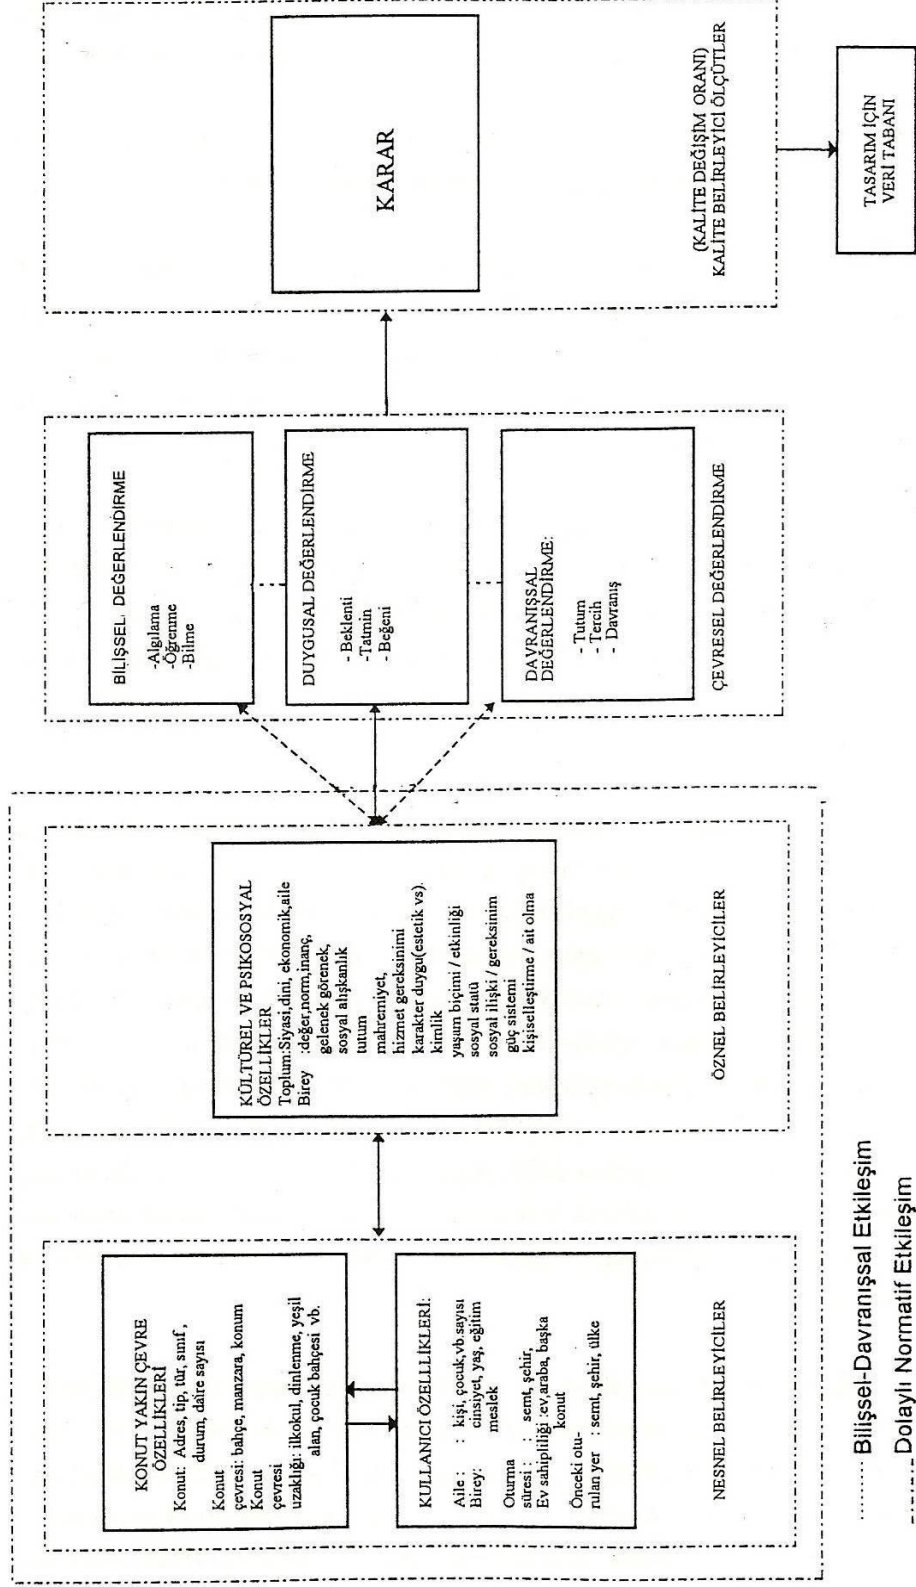 KONUT YAKIN ÇEVRE
ÖZELLİKLERİ
Konut: Adres, tip, tür, sınıf,
durum, daire sayısı
Konut
çevresi: bahçe, manzara, konum
Konut
çevresi
uzaklığı: ilkokul, dinlenme, yeşil
alan, çocuk bahçesi vb.
KULLANICI ÖZELLLİKLERİ:
Aile : : kişi, çocuk,vb.sayısı
Birey: cinsiyet, yaş, eğitim
meslek
Oturma
süresi : : semt, şehir,
Ev sahipliliği :ev,araba, başka
konut
Önceki otu-
rulan yer : semt, şehir, ülke
NESNEL BELİRLEYİCİLER
KÜLTÜREL VE PSİKOSOSYAL
ÖZELLİKLER
Toplum:Siyasi,dini, ekonomik,aile
Birey :değer,norm,inanç,
gelenek görenek,
sosyal alışkanlık
tutum
mahremiyet,
hizmet gereksinimi
karakter duygu(estetik vs).
kimlik
yaşam biçimi / etkinliği
sosyal statü
sosyal ilişki / gereksinim
güç sistemi
kişiselleştirme / ait olma
ÖZNEL BELİRLEYİCİLER
BİLİŞSEL DEĞERLENDİRME
-Algılama
-Öğrenme
-Bilme
DUYGUSAL DEĞERLENDİRME
- Beklenti
-Tatmin
- Beğeni
DAVRANIŞSAL
DEĞERLENDİRME:
- Tutum
- Tercih
- Davranış
ÇEVRESEL DEĞERLENDİRME
KARAR
(KALİTE DEĞİŞİM ORANI)
KALİTE BELİRLEYİCİ ÖLÇÜTLER
TASARIM İÇİN
VERİ TABANI
Bilişsel-Davranışsal Etkileşim
Dolaylı Normatif Etkileşim